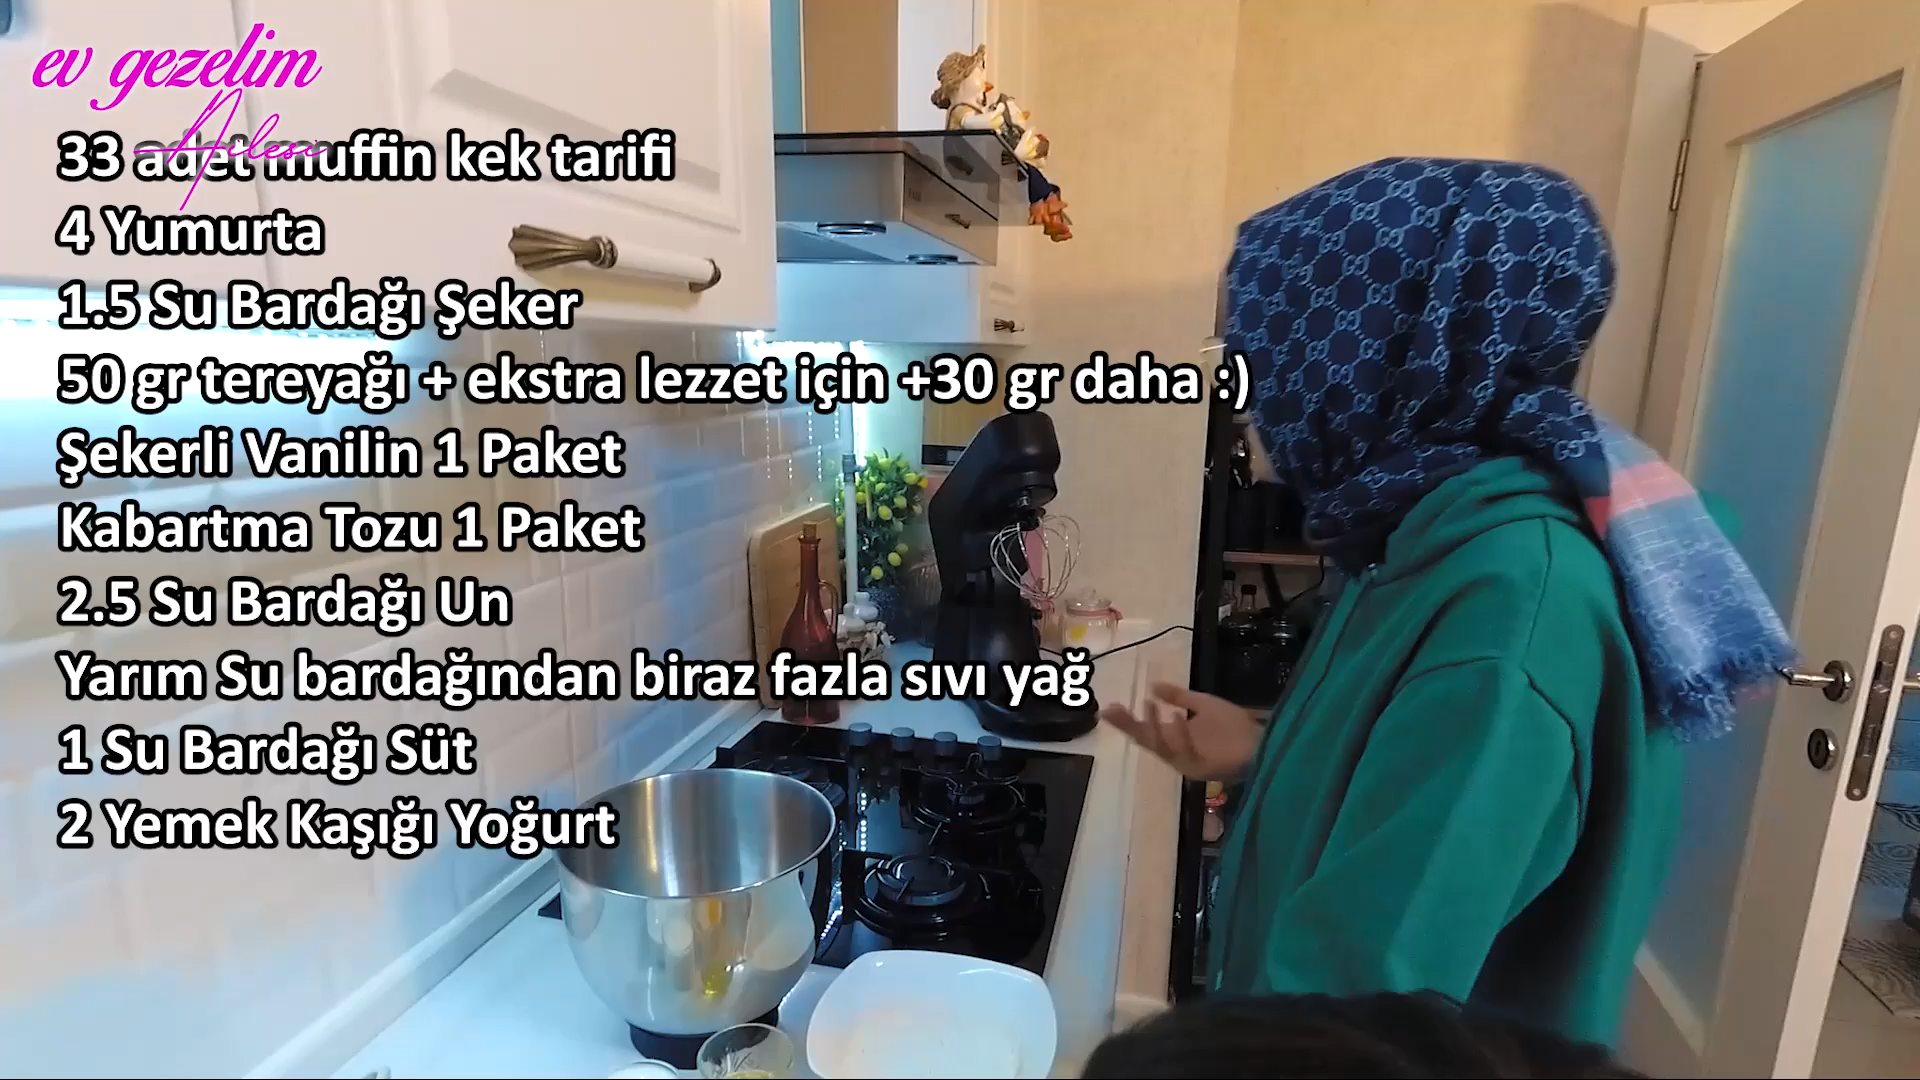 ev gezelim
Ailesi
33 adet muffin kek tarifi
4 Yumurta
1.5 Su Bardağı Şeker
50 gr tereyağı + ekstra lezzet için +30 gr daha :)
Şekerli Vanilin 1 Paket
Kabartma Tozu 1 Paket
2.5 Su Bardağı Un
Yarım Su bardağından biraz fazla sıvı yağ
1 Su Bardağı Süt
2 Yemek Kaşığı Yoğurt